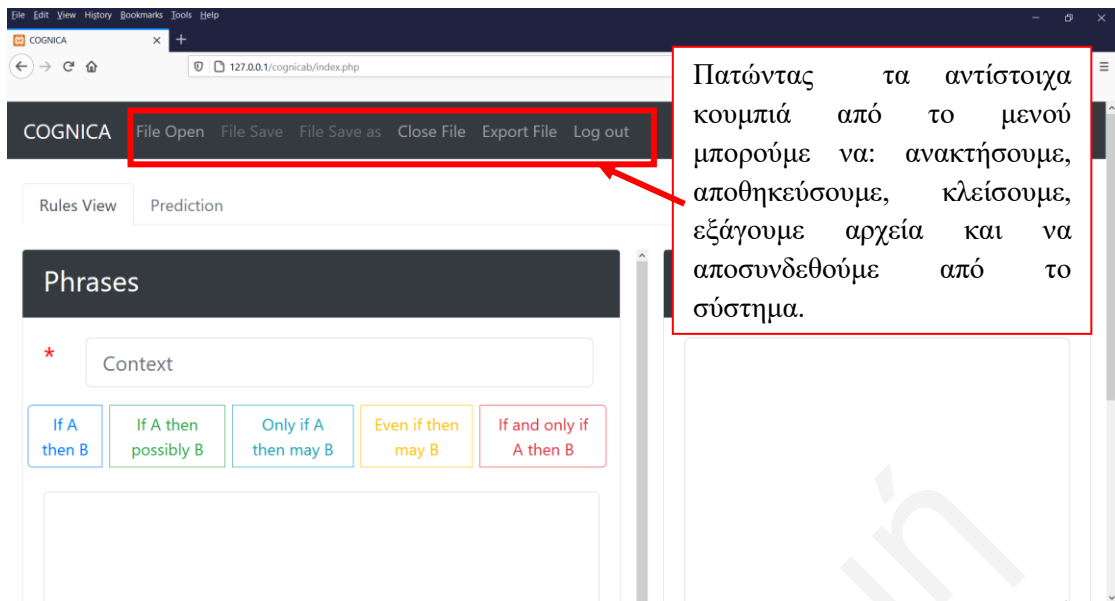 File Edit View History Bookmarks Tools Help
COGNICA
127.0.0.1/cognicab/index.php
COGNICA File Open File Save File Save as Close File Export File Log out
Πατώντας τα αντίστοιχα
κουμπιά από το μενού
μπορούμε να: ανακτήσουμε,
αποθηκεύσουμε, κλείσουμε,
εξάγουμε αρχεία και να
αποσυνδεθούμε από το
σύστημα.
Rules View Prediction
Phrases
* Context
If A
then B
If A then
possibly B
Only if A
then may B
Even if then
may B
If and only if
A then B